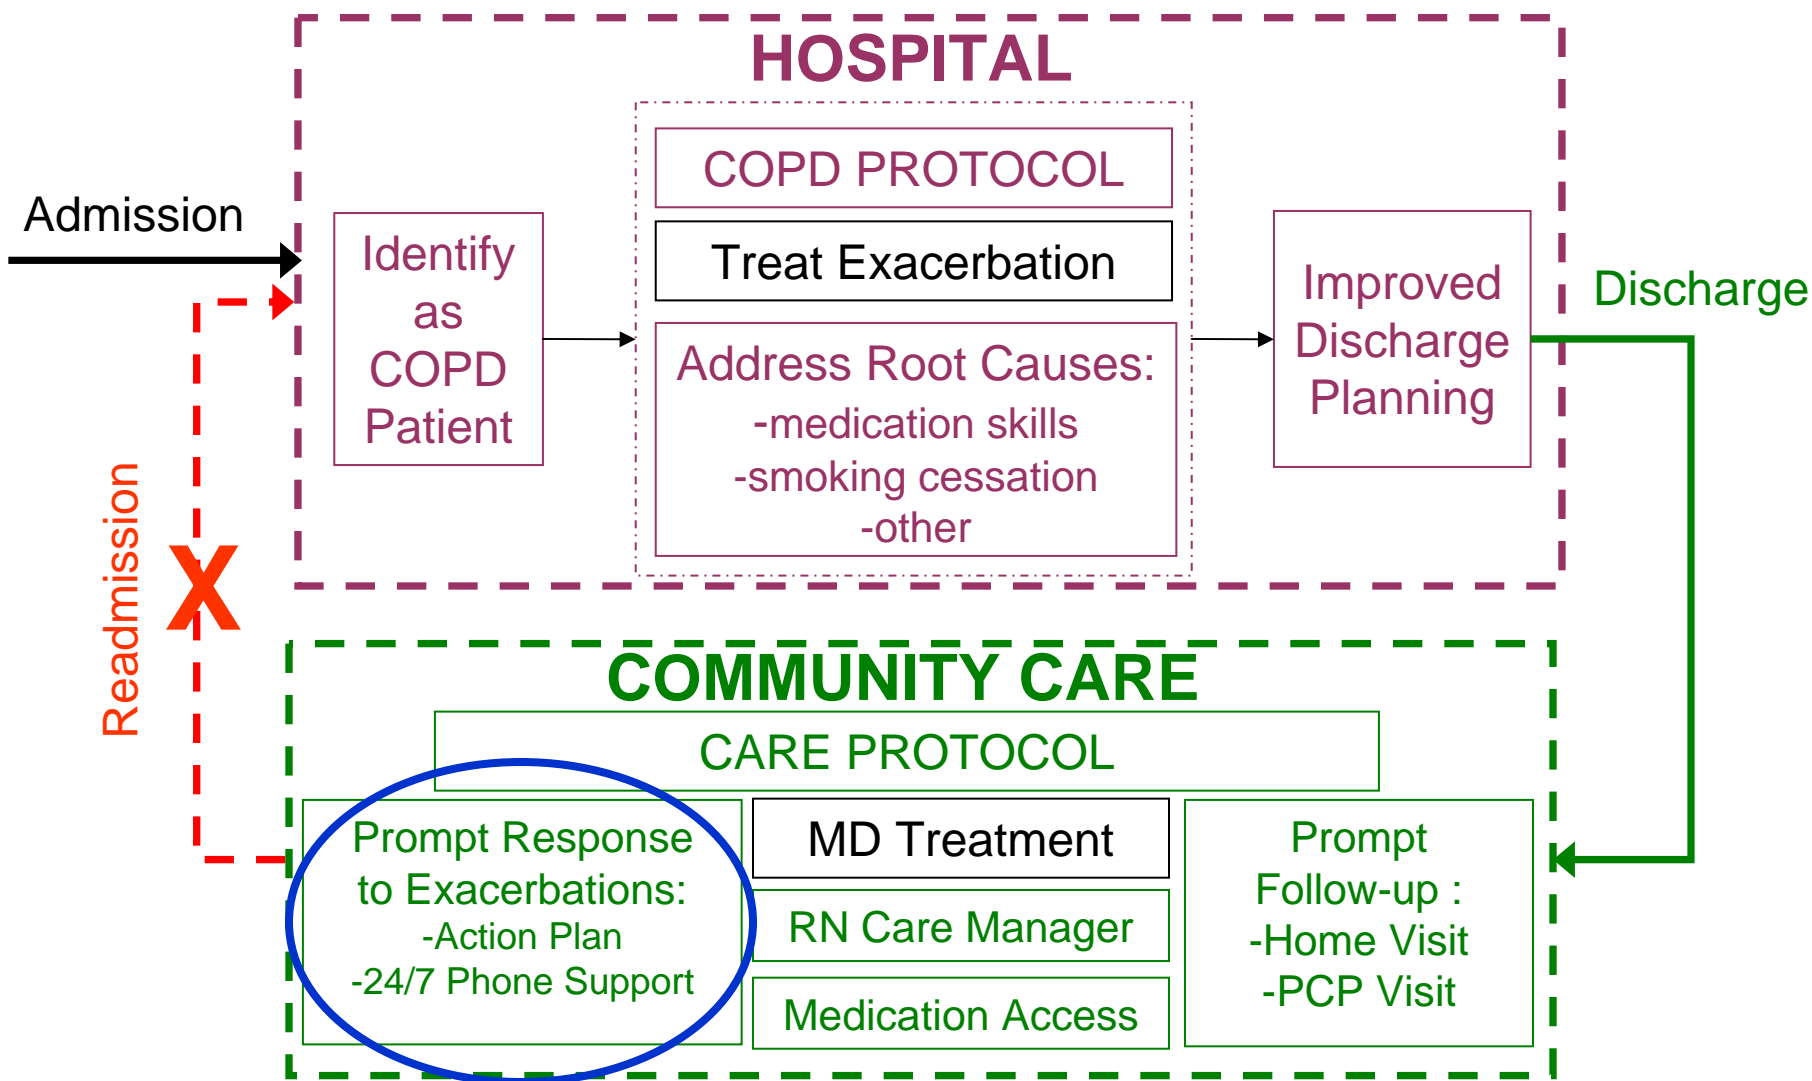 HOSPITAL
Admission
Identify
as
COPD
Patient
COPD PROTOCOL
Treat Exacerbation
Address Root Causes:
-medication skills
-smoking cessation
-other
Improved
Discharge
Planning
Discharge
Readmission
X
COMMUNITY CARE
CARE PROTOCOL
Prompt Response
to Exacerbations:
-Action Plan
-24/7 Phone Support
MD Treatment
RN Care Manager
Medication Access
Prompt
Follow-up :
-Home Visit
-PCP Visit